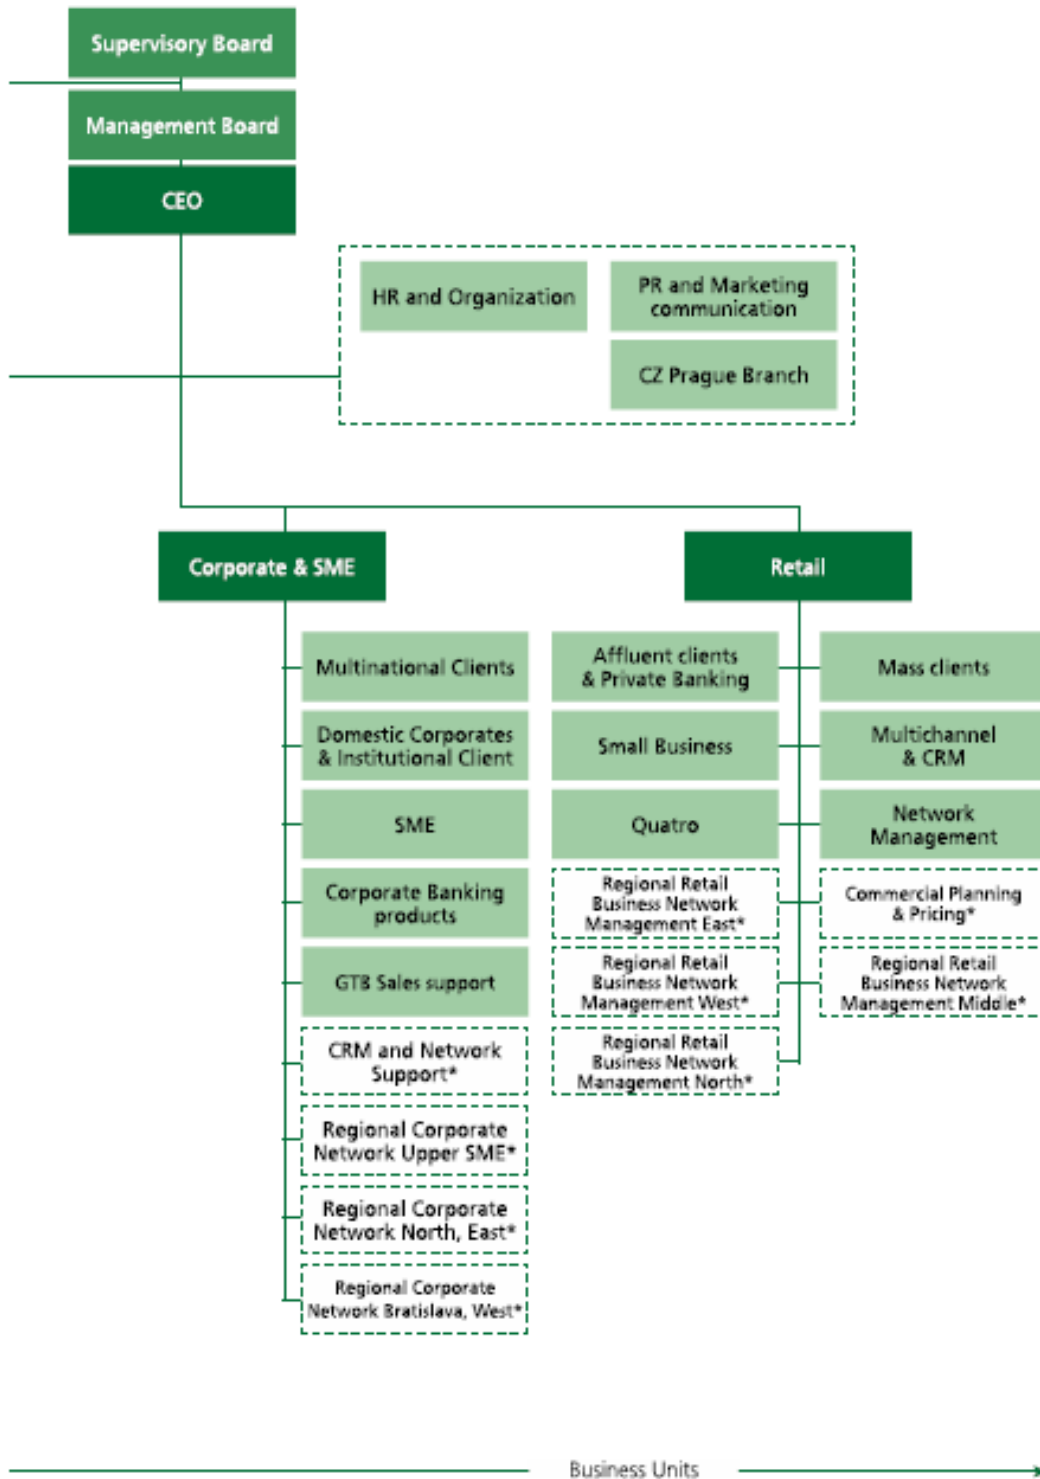 Supervisory Board
Management Board
CEO
HR and Organization
PR and Marketing
communication
CZ Prague Branch
Corporate & SME
Retail
Multinational Clients
Domestic Corporates
& Institutional Client
SME
Corporate Banking
products
GTB Sales support
CRM and Network
Support*
Regional Corporate
Network Upper SME*
Regional Corporate
Network North, East*
Regional Corporate
Network Bratislava, West*
Affluent clients
& Private Banking
Small Business
Quatro
Regional Retail
Business Network
Management East*
Regional Retail
Business Network
Management West*
Regional Retail
Business Network
Management North*
Mass clients
Multichannel
& CRM
Network
Management
Commercial Planning
& Pricing*
Regional Retail
Business Network
Management Middle*
Business Units